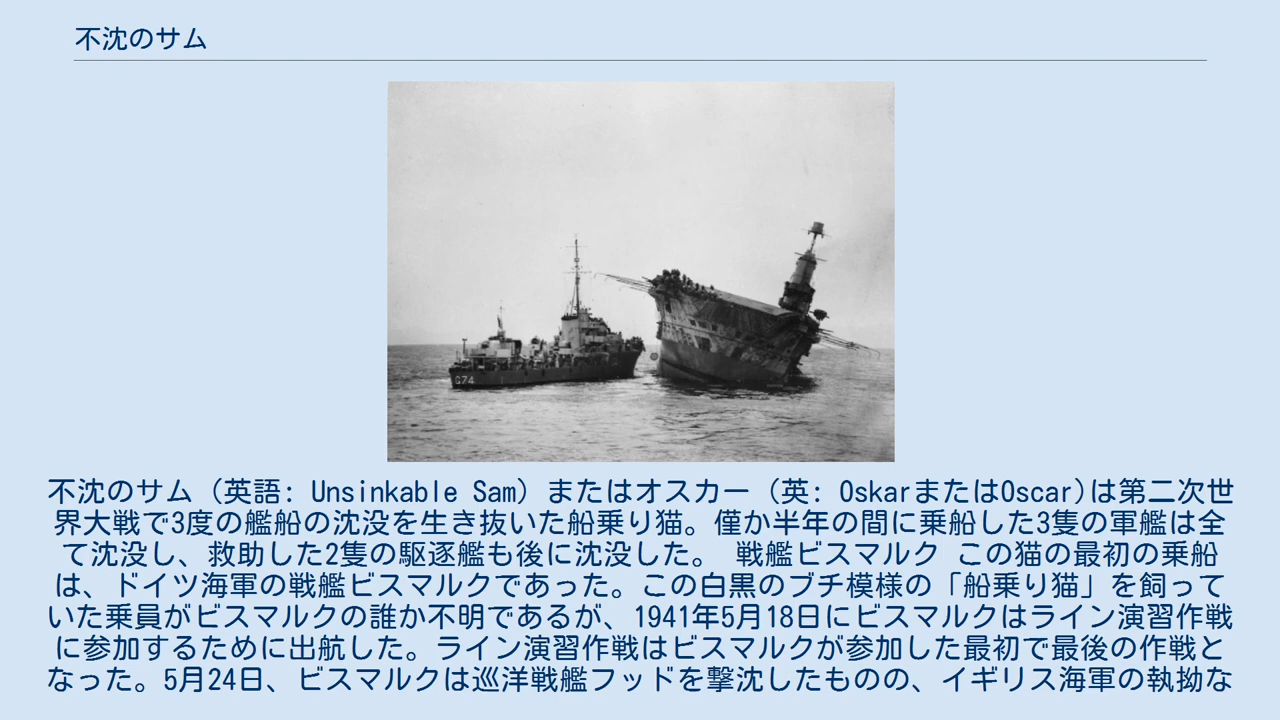 不沈のサム
G74
不沈のサム（英語: Unsinkable Sam）またはオスカー（英: OskarまたはOscar)は第二次世
界大戦で3度の艦船の沈没を生き抜いた船乗り猫。僅か半年の間に乗船した3隻の軍艦は全
て沈没し、救助した2隻の駆逐艦も後に沈没した。 戦艦ビスマルク この猫の最初の乗船
は、ドイツ海軍の戦艦ビスマルクであった。この白黒のブチ模様の「船乗り猫」を飼って
いた乗員がビスマルクの誰か不明であるが、1941年5月18日にビスマルクはライン演習作戦
に参加するために出航した。ライン演習作戦はビスマルクが参加した最初で最後の作戦と
なった。5月24日、ビスマルクは巡洋戦艦フッドを撃沈したものの、イギリス海軍の執拗な